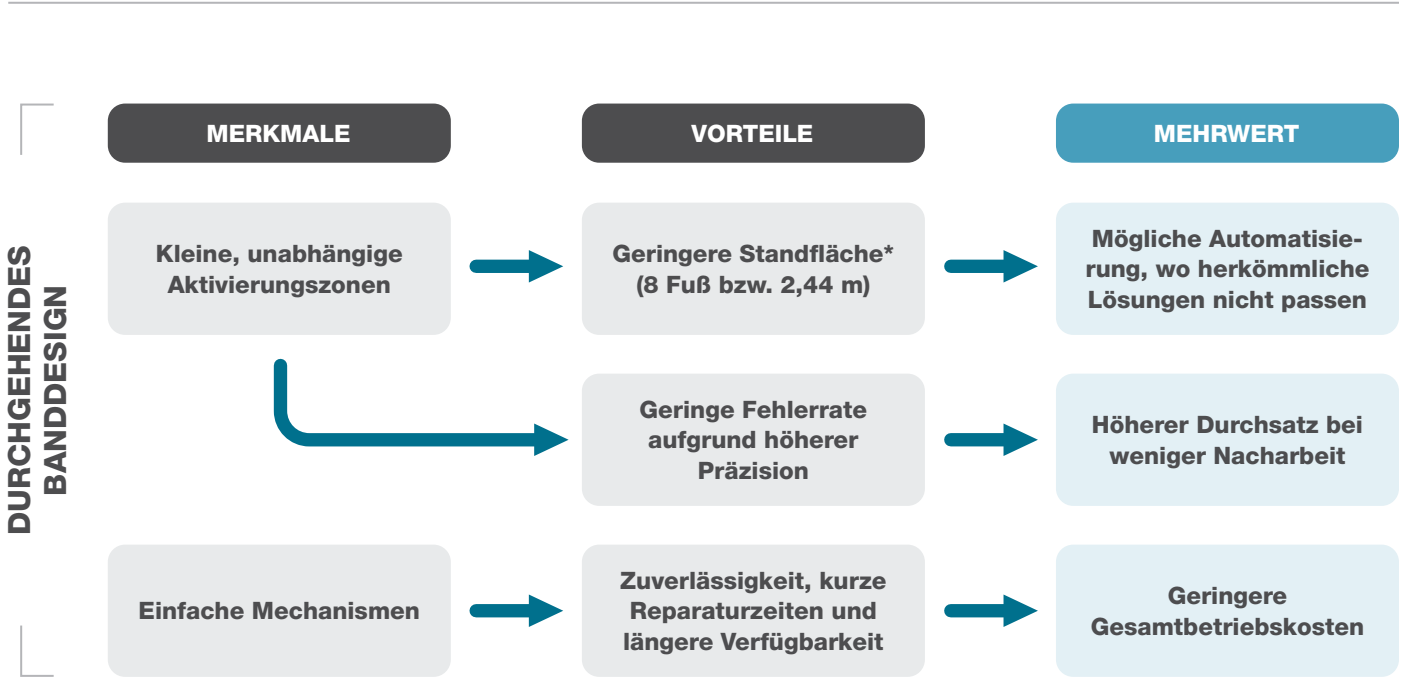 DURCHGEHENDES
BANDDESIGN
MERKMALE
VORTEILE
MEHRWERT
Kleine, unabhängige
Aktivierungszonen
Geringere Standfläche*
(8 Fuß bzw. 2,44 m)
Mögliche Automatisie-
rung, wo herkömmliche
Lösungen nicht passen
Geringe Fehlerrate
aufgrund höherer
Präzision
Höherer Durchsatz bei
weniger Nacharbeit
Einfache Mechanismen
Zuverlässigkeit, kurze
Reparaturzeiten und
längere Verfügbarkeit
Geringere
Gesamtbetriebskosten